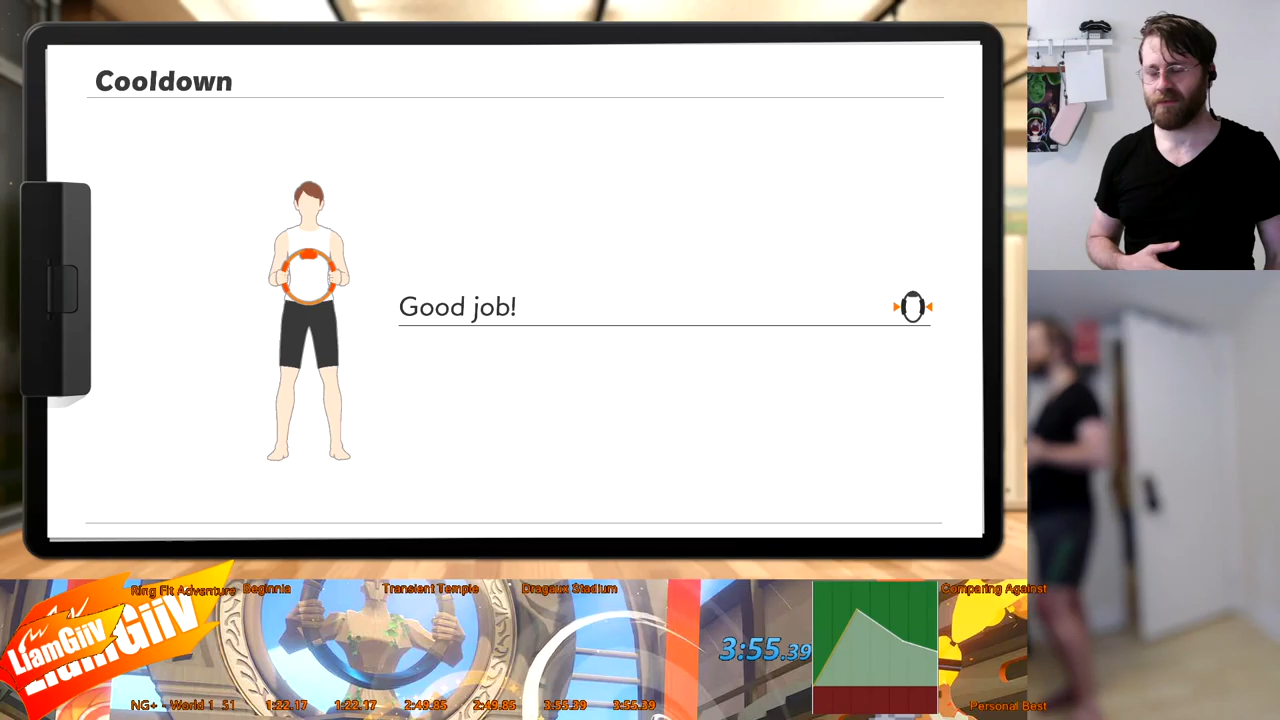 Cooldown
Good job!
Ring Fit Adventure
Beginnia
Transient Temple
Dragaux Stadium
Comparing Against
LiamGiiV
LiamGiiV
3:55.39
NG+ - World 1 51
1:22.17
1:22.17
2:49.85
2:49.85
3:55.39
3:55.39
Personal Best